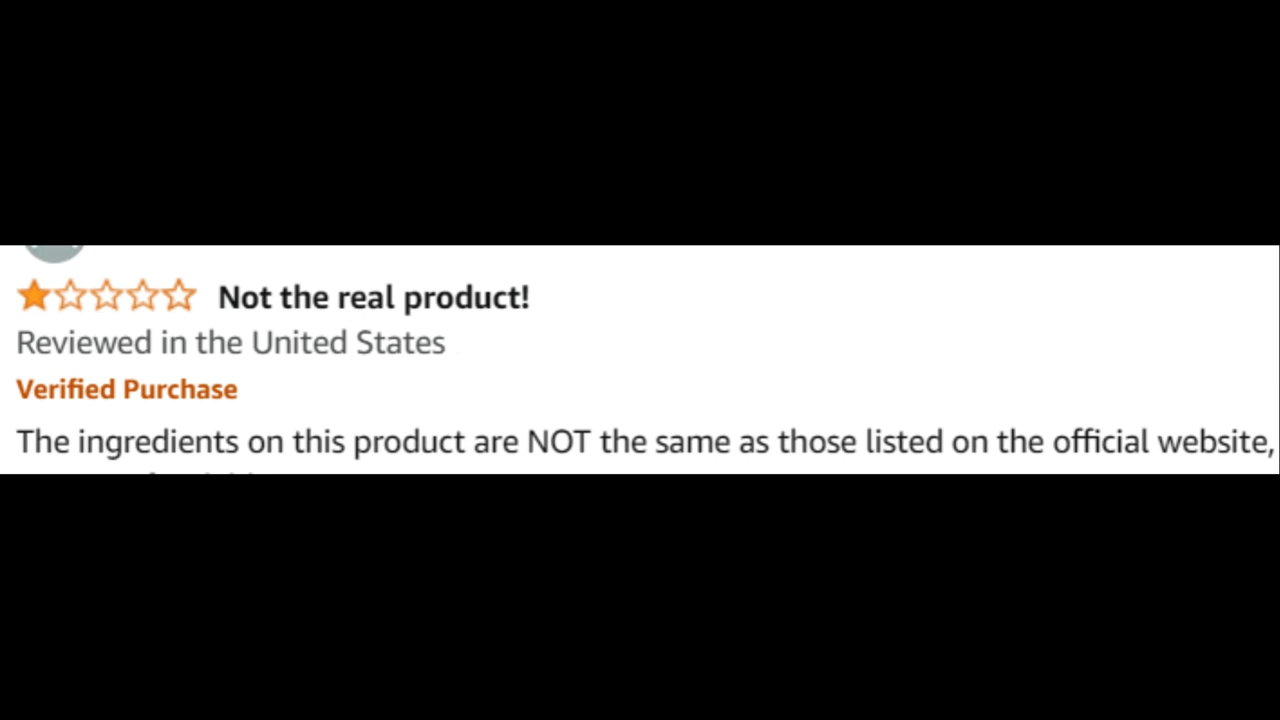 Not the real product!
Reviewed in the United States
Verified Purchase
The ingredients on this product are NOT the same as those listed on the official website,